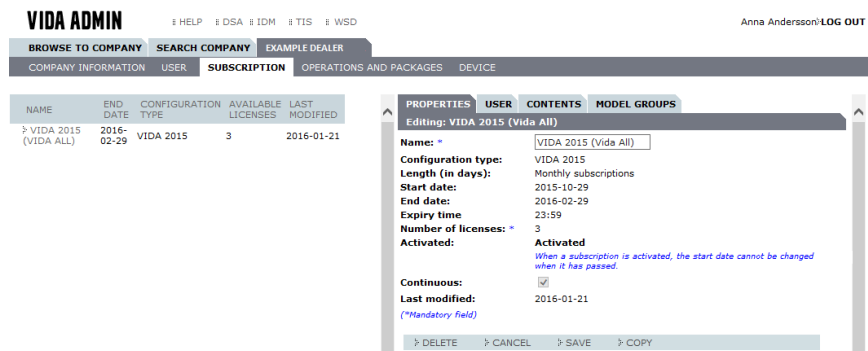 VIDA ADMIN
HELP DSA IDM TIS WSD
Anna Andersson LOG OUT
BROWSE TO COMPANY SEARCH COMPANY EXAMPLE DEALER
COMPANY INFORMATION USER SUBSCRIPTION OPERATIONS AND PACKAGES DEVICE
NAME END DATE CONFIGURATION TYPE AVAILABLE LICENSES LAST MODIFIED
VIDA 2015 (VIDA ALL) 2016-02-29 VIDA 2015 3 2016-01-21
PROPERTIES USER CONTENTS MODEL GROUPS
Editing: VIDA 2015 (Vida All)
Name: * VIDA 2015 (Vida All)
Configuration type: VIDA 2015
Length (in days): Monthly subscriptions
Start date: 2015-10-29
End date: 2016-02-29
Expiry time 23:59
Number of licenses: * 3
Activated: Activated
When a subscription is activated, the start date cannot be changed
when it has passed.
Continuous:
Last modified: 2016-01-21
(*Mandatory field)
DELETE CANCEL SAVE COPY